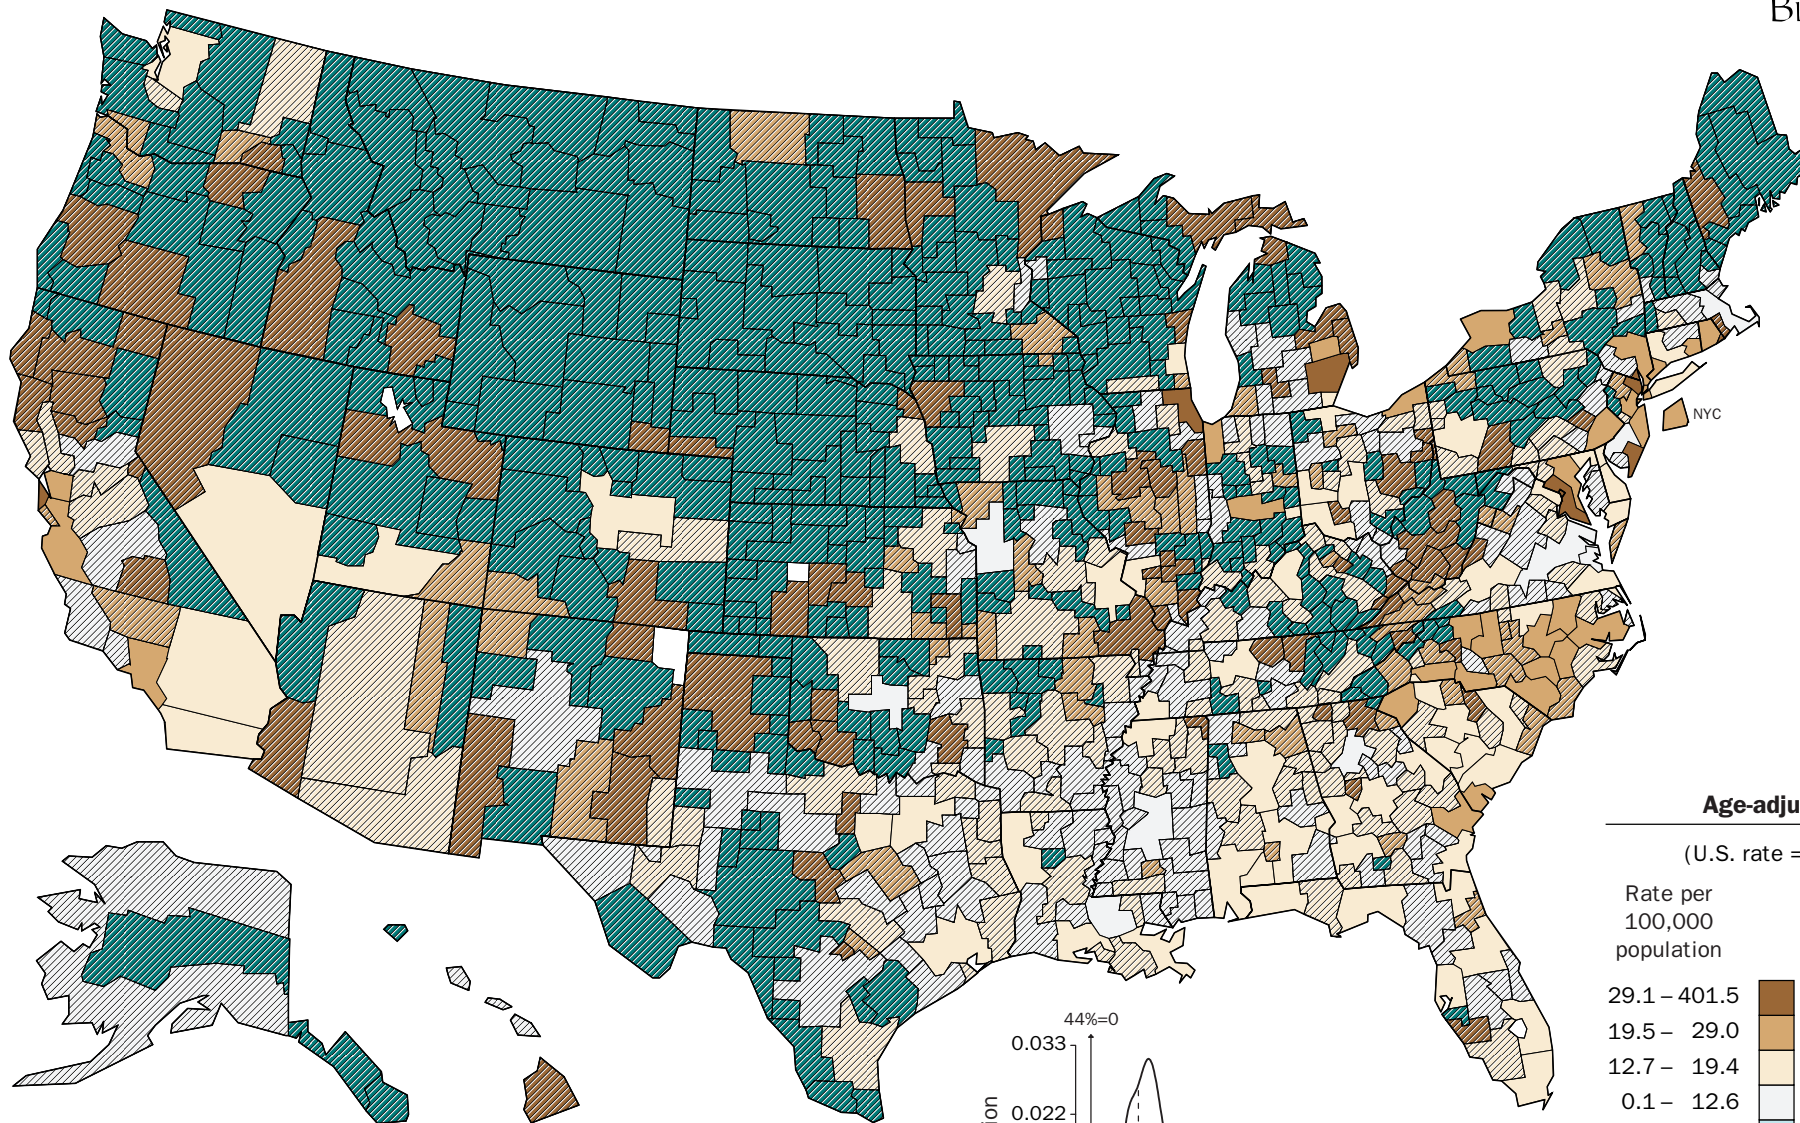 NYC
Age-adju
(U.S. rate =
Rate per
100,000
population
29.1 – 401.5
19.5 – 29.0
12.7 – 19.4
0.1 – 12.6
44%=0
0.033
0.022